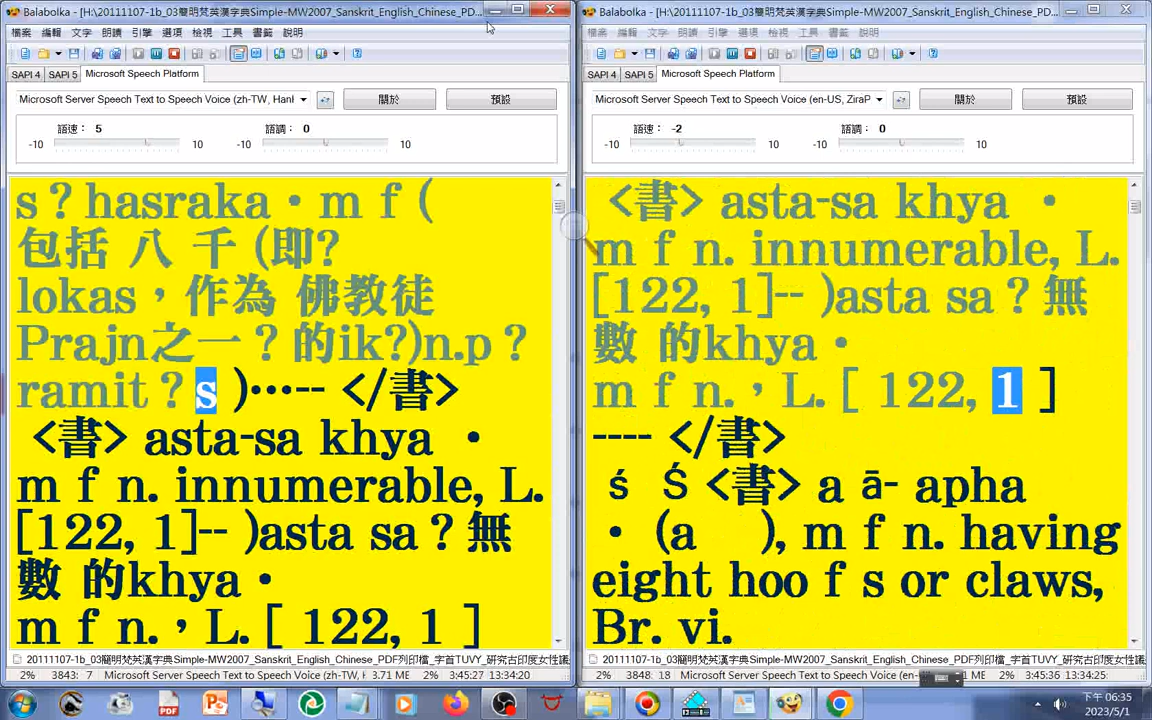 Balabolka - [H:\20111107-1b_03簡明梵英漢字典Simple-MW2007_Sanskrit_English_Chinese_PD...
檔案 編輯 文字 朗讀 引擎 選項 檢視 工具 書籤 說明
SAPI 4 SAPI 5 Microsoft Speech Platform
Microsoft Server Speech Text to Speech Voice (zh-TW, HanI
關於 預設
語速： 5 語調： 0
-10 10 -10 10
s？hasraka・m f (
包括 八 千 (即?
lokas，作為 佛教徒
Prajn之一？的ik?)n.p？
ramit？s )…-- </書>
<書> asta-sa khya ・
m f n. innumerable, L.
[122, 1]-- )asta sa？無
數 的khya・
m f n.，L. [ 122, 1 ]
20111107-1b_03簡明梵英漢字典Simple-MW2007_Sanskrit_English_Chinese_PDF列印檔_字首TUVY_研究古印度女性議
2% 3843: 7 Microsoft Server Speech Text to Speech Voice (zh-TW, H 3.71 ME 2% 3:45:27 13:34:20
Balabolka - [H:\20111107-1b_03簡明梵英漢字典Simple-MW2007_Sanskrit_English_Chinese_PD...
檔案 編輯 文字 朗讀 引擎 選項 檢視 工具 書籤 說明
SAPI 4 SAPI 5 Microsoft Speech Platform
Microsoft Server Speech Text to Speech Voice (en-US, ZiraP
關於 預設
語速： -2 語調： 0
-10 10 -10 10
<書> asta-sa khya ・
m f n. innumerable, L.
[122, 1]-- )asta sa？無
數 的khya・
m f n.，L. [ 122, 1 ]
---- </書>
ś Ś <書> a ā- apha
・ (a ), m f n. having
eight hoo f s or claws,
Br. vi.
20111107-1b_03簡明梵英漢字典Simple-MW2007_Sanskrit_English_Chinese_PDF列印檔_字首TUVY_研究古印度女性議
2% 3848: 18 Microsoft Server Speech Text to Speech Voice (en-US, Z 3.71 ME 2% 3:45:36 13:34:25
下午 06:35
2023/5/1